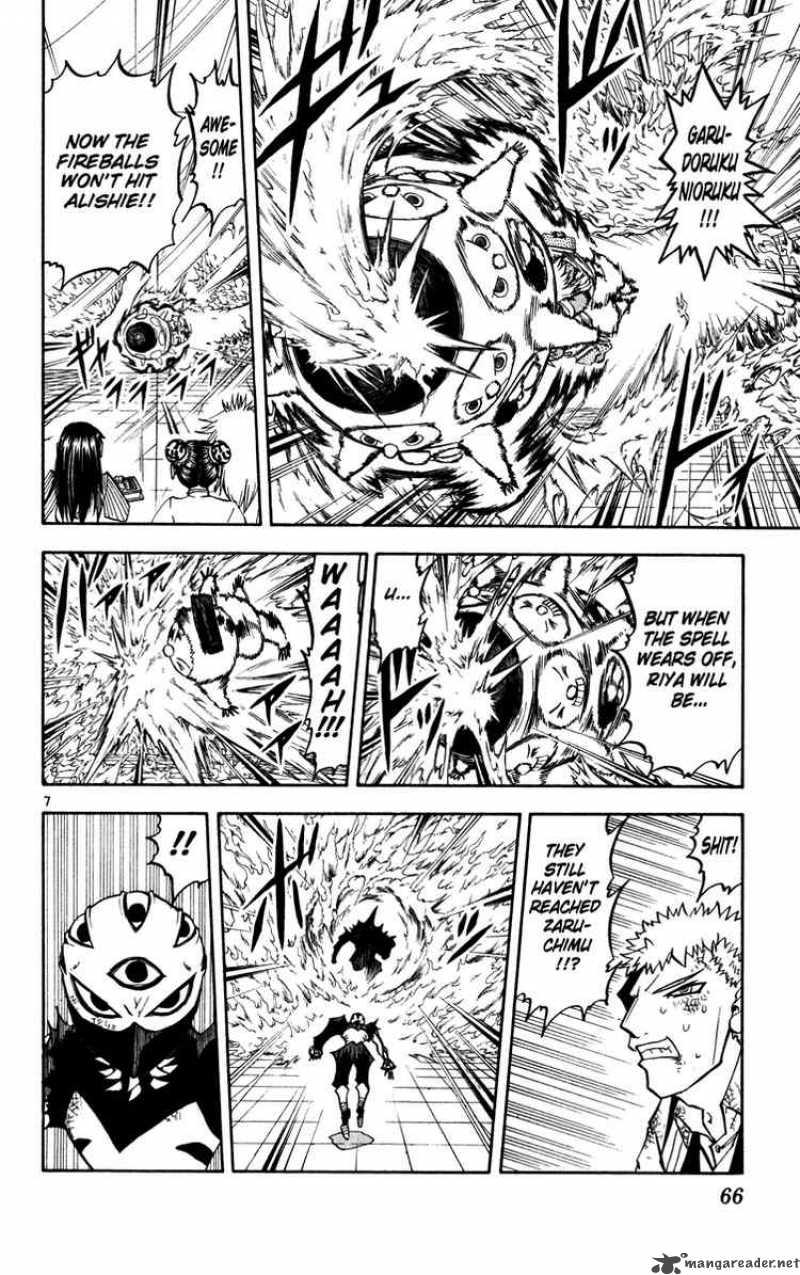 GARU-
DORUKU
NIORUKU
!!!
AWE-
SOME
!!
NOW THE
FIREBALLS
WON'T HIT
ALISHIE!!
BUT WHEN
THE SPELL
WEARS OFF,
RIYA WILL
BE...
U...
WAAAAH!!!
7
SHIT!
THEY
STILL
HAVEN'T
REACHED
ZARU-
CHIMU
!!?
!!
66
mangareader.net